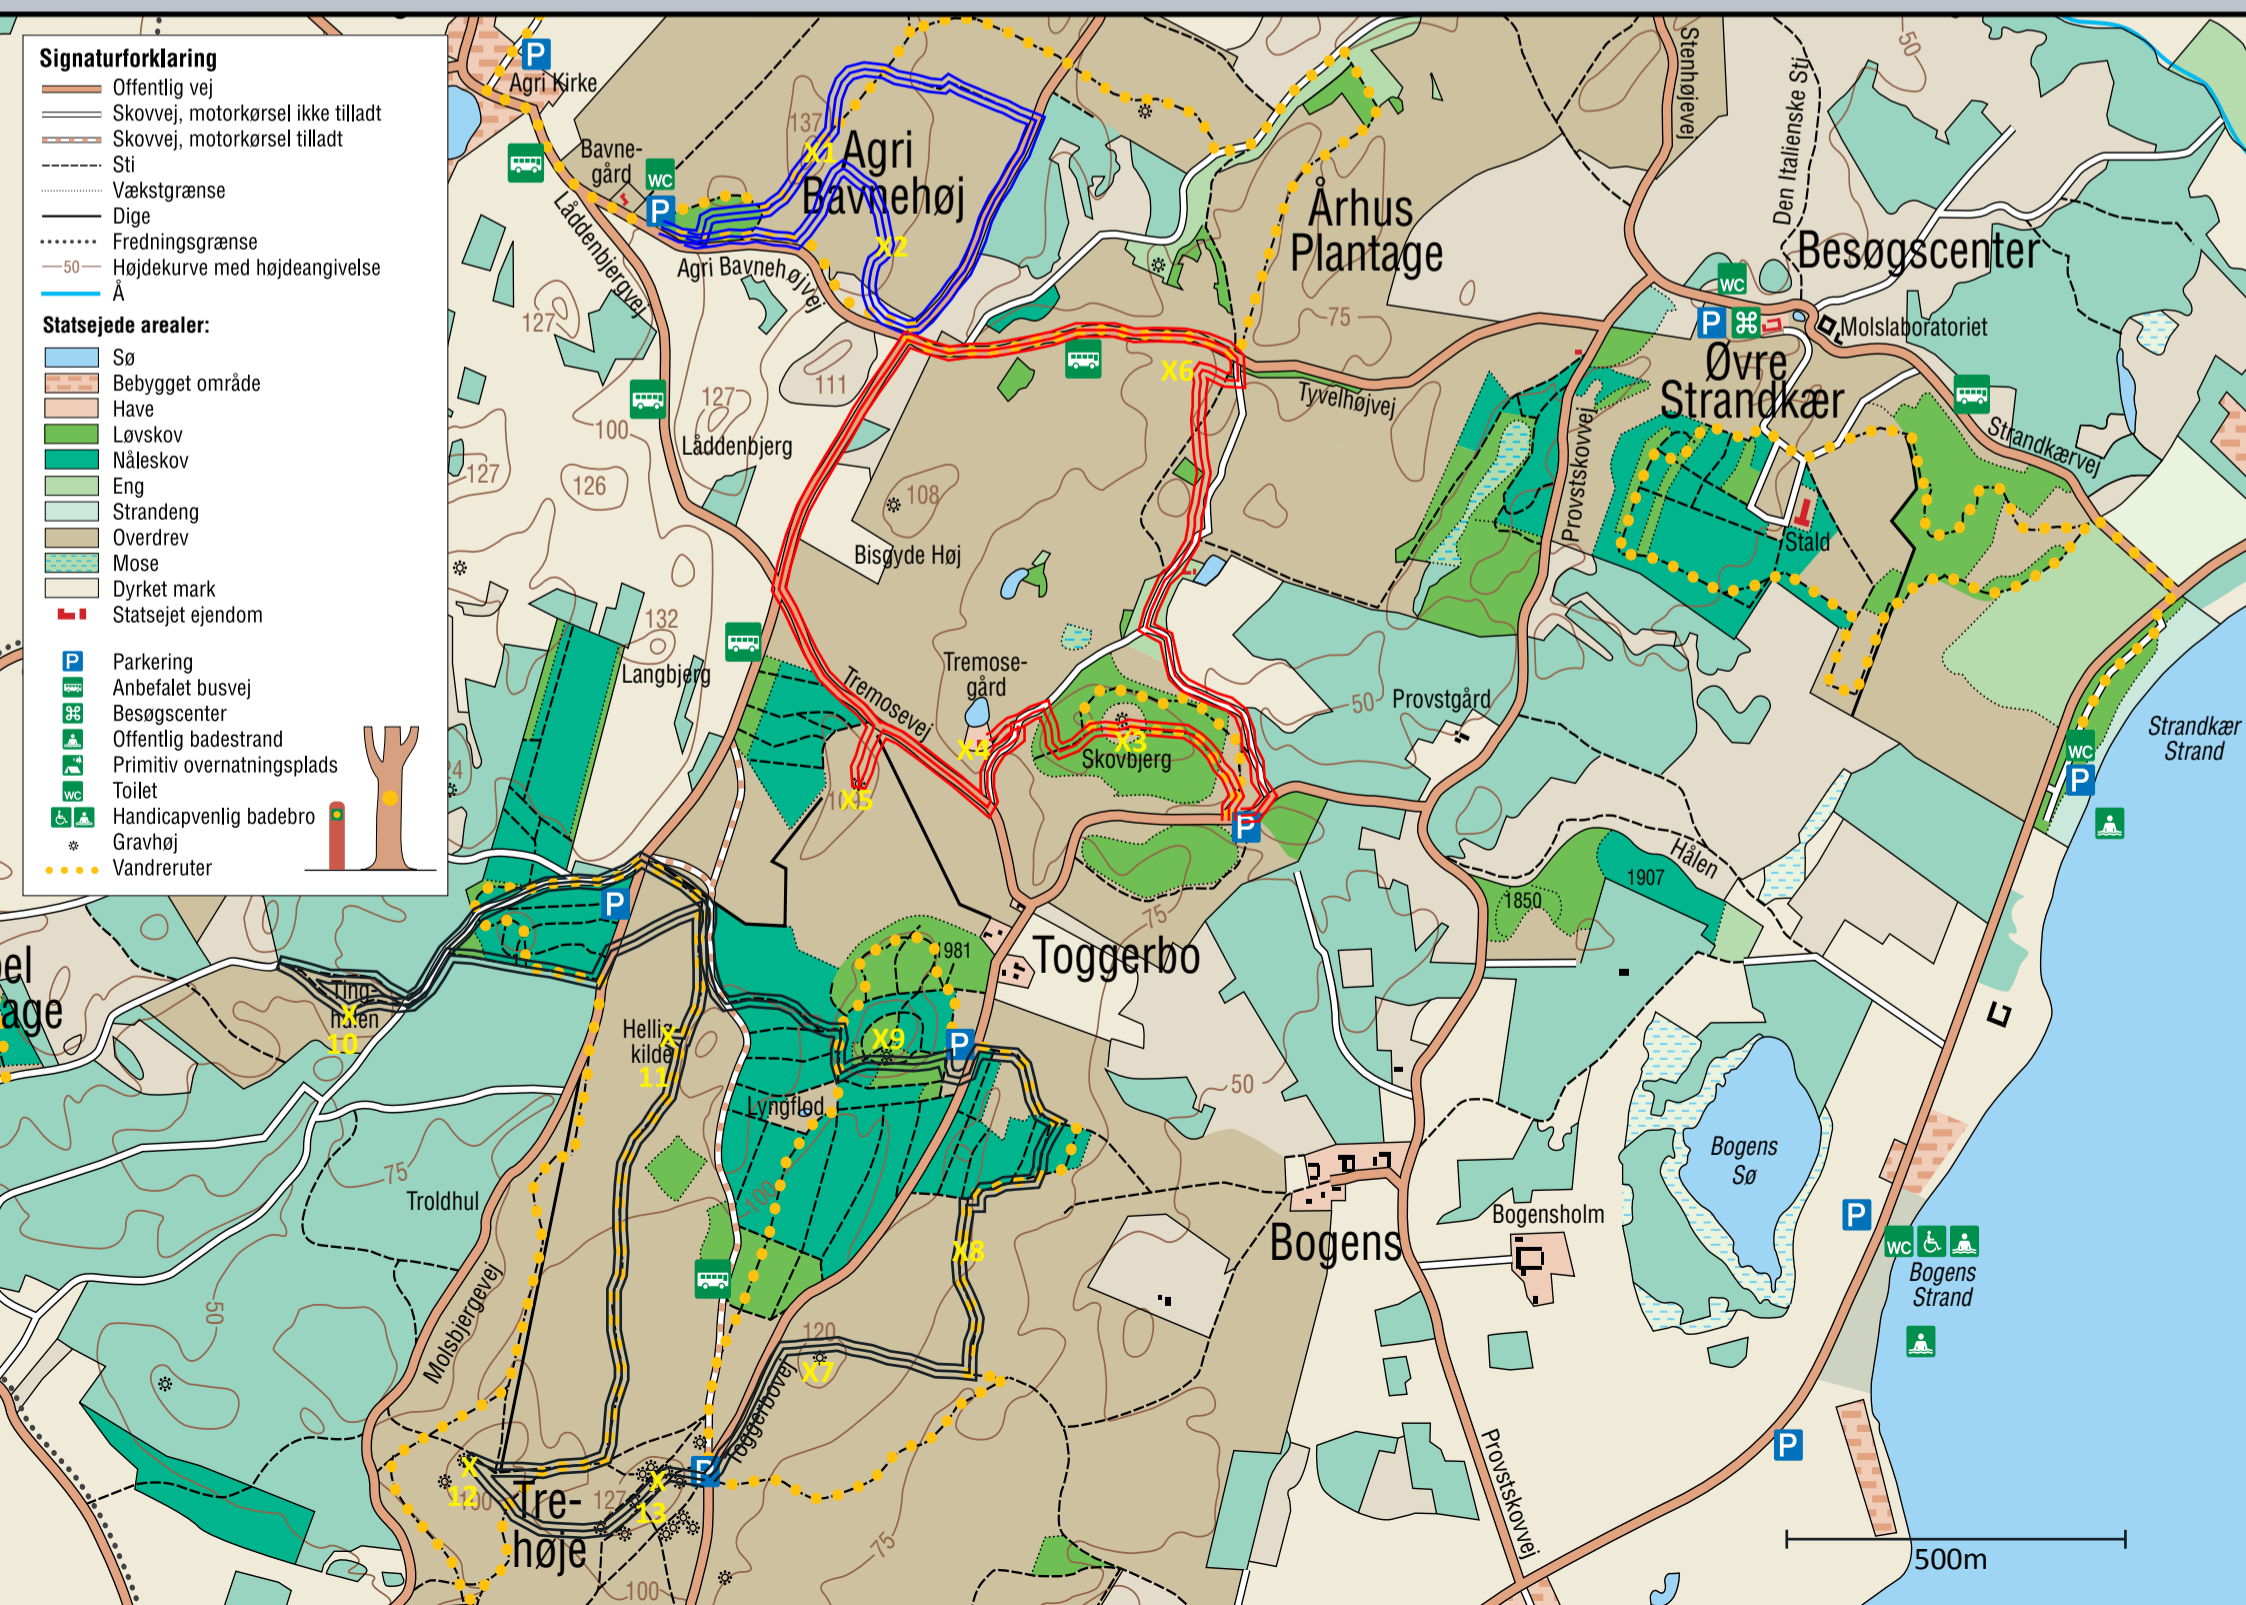 Signaturforklaring
Offentlig vej
Skovvej, motorkørsel ikke tilladt
Skovvej, motorkørsel tilladt
Sti
Vækstgrænse
Dige
Fredningsgrænse
50
Højdekurve med højdeangivelse
Å
Statsejede arealer:
Sø
Bebygget område
Have
Løvskov
Nåleskov
Eng
Strandeng
Overdrev
Mose
Dyrket mark
Statsejet ejendom
P
Parkering
Anbefalet busvej
Besøgscenter
Offentlig badestrand
Primitiv overnatningsplads
WC
Toilet
Handicapvenlig badebro
Gravhøj
Vandreruter
P
Agri Kirke
Bavne-
gård
WC
P
137
X1
Agri
Bavnehøj
X2
Låddenbjergvej
Agri Bavnehøjvej
Århus
Plantage
Stenhøjevej
Den Italienske Sti
50
Besøgscenter
WC
P
Molslaboratoriet
Øvre
Strandkær
Strandkærvej
Stald
127
111
127
100
Låddenbjerg
127
126
108
Bisgyde Høj
X6
75
Tyvelhøjvej
Provstskovvej
132
Langbjerg
Tremosevej
Tremose-
gård
X4
X3
Skovbjerg
X5
P
50
Provstgård
Strandkær
Strand
WC
P
Hålen
1907
1850
75
Toggerbo
1981
P
P
Ting-
X
10
Helli
kilde
X
11
X9
Lyngflod
50
75
Troldhul
100
X8
Bogens
Bogensholm
Bogens
Sø
P
WC
Bogens
Strand
P
50
Molsbjergevej
120
X7
Toggerbovej
P
X
12
Tre-
høje
127
X
13
75
100
Provstskovvej
500m